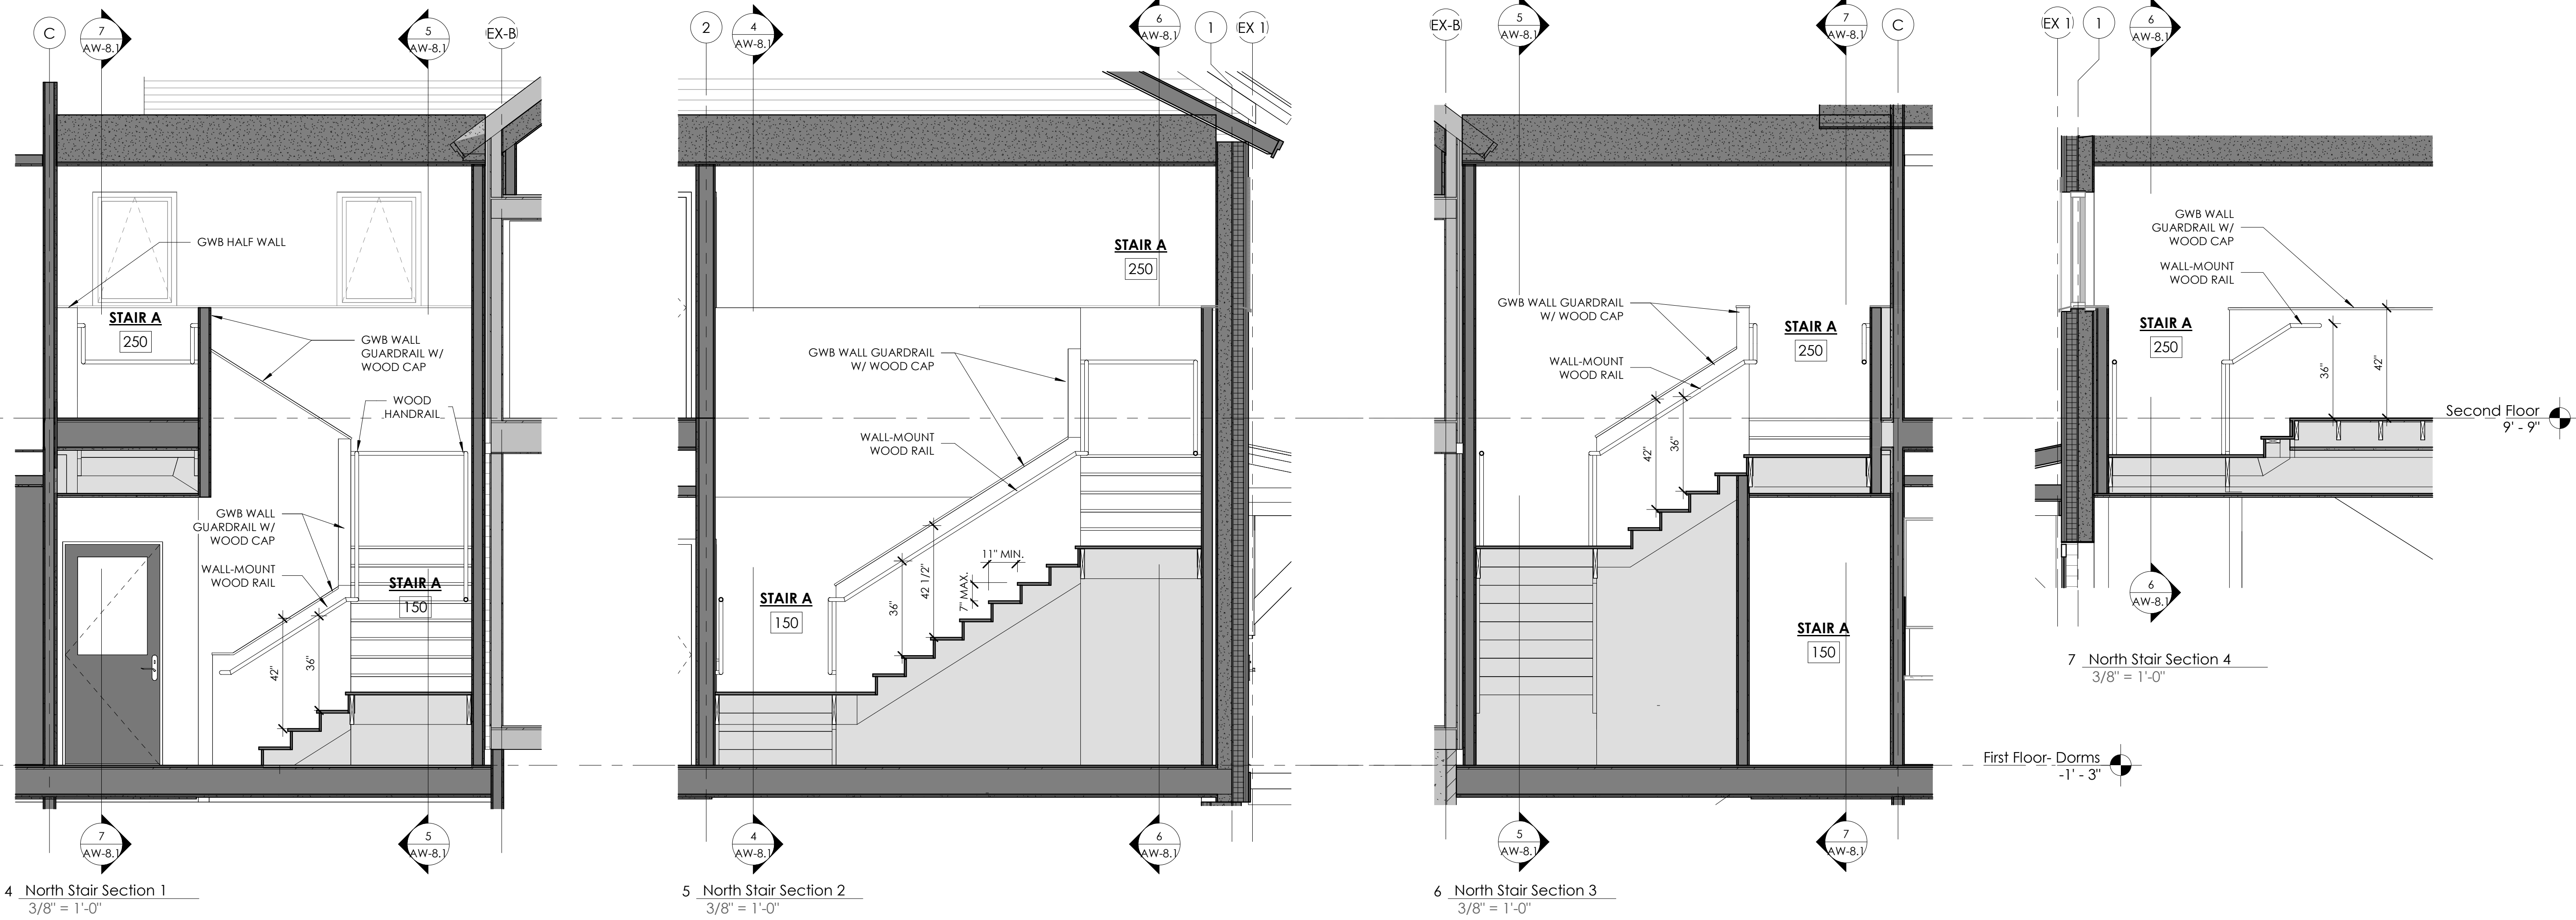 C
7
AW-8.1
5
AW-8.1
EX-B
GWB HALF WALL
STAIR A
250
GWB WALL
GUARDRAIL W/
WOOD CAP
WOOD
HANDRAIL
GWB WALL
GUARDRAIL W/
WOOD CAP
WALL-MOUNT
WOOD RAIL
STAIR A
150
42"
36"
7
AW-8.1
5
AW-8.1
4 North Stair Section 1
3/8" = 1'-0"
2
4
AW-8.1
6
AW-8.1
1
EX 1
STAIR A
250
GWB WALL GUARDRAIL
W/ WOOD CAP
WALL-MOUNT
WOOD RAIL
11" MIN.
7" MAX.
36"
42 1/2"
STAIR A
150
4
AW-8.1
6
AW-8.1
5 North Stair Section 2
3/8" = 1'-0"
EX-B
5
AW-8.1
7
AW-8.1
C
GWB WALL GUARDRAIL
W/ WOOD CAP
STAIR A
250
WALL-MOUNT
WOOD RAIL
42"
36"
STAIR A
150
5
AW-8.1
7
AW-8.1
6 North Stair Section 3
3/8" = 1'-0"
EX 1
1
6
AW-8.1
GWB WALL
GUARDRAIL W/
WOOD CAP
WALL-MOUNT
WOOD RAIL
STAIR A
250
36"
42"
Second Floor
9' - 9"
6
AW-8.1
7 North Stair Section 4
3/8" = 1'-0"
First Floor- Dorms
-1' - 3"